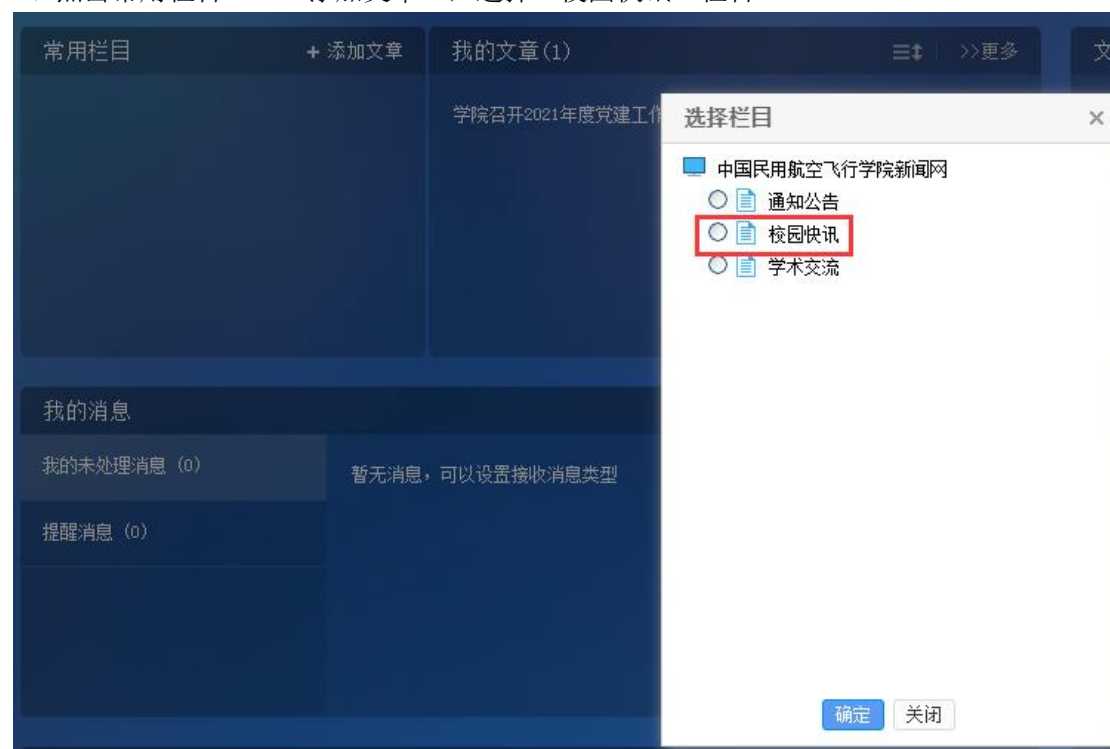 常用栏目
+ 添加文章
我的文章(1)
>>更多
文
学院召开2021年度党建工作
选择栏目
×
中国民用航空飞行学院新闻网
通知公告
校园快讯
学术交流
我的消息
我的未处理消息 (0)
暂无消息，可以设置接收消息类型
提醒消息 (0)
确定
关闭